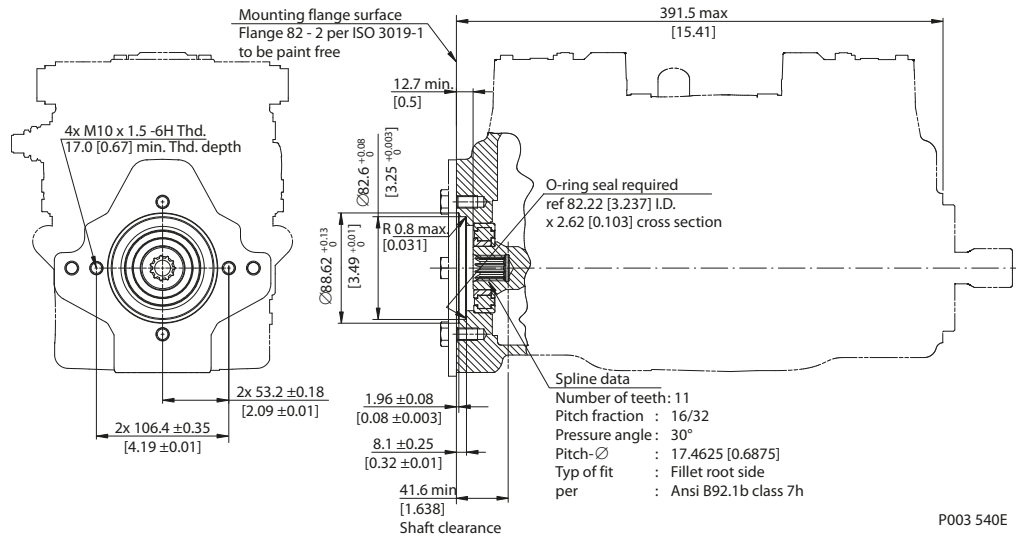 Mounting flange surface
Flange 82 - 2 per ISO 3019-1
to be paint free
391.5 max
[15.41]
12.7 min.
[0.5]
4x M10 x 1.5 -6H Thd.
17.0 [0.67] min. Thd. depth
Ø82.6 +0.08 0
[3.25 +0.003 0]
O-ring seal required
ref 82.22 [3.237] I.D.
x 2.62 [0.103] cross section
R 0.8 max.
[0.031]
Ø88.62 +0.13 0
[3.49 +0.01 0]
2x 53.2 ±0.18
[2.09 ±0.01]
2x 106.4 ±0.35
[4.19 ±0.01]
1.96 ±0.08
[0.08 ±0.003]
8.1 ±0.25
[0.32 ±0.01]
41.6 min
[1.638]
Shaft clearance
Spline data
Number of teeth: 11
Pitch fraction : 16/32
Pressure angle : 30°
Pitch-Ø : 17.4625 [0.6875]
Typ of fit : Fillet root side
per : Ansi B92.1b class 7h
P003 540E